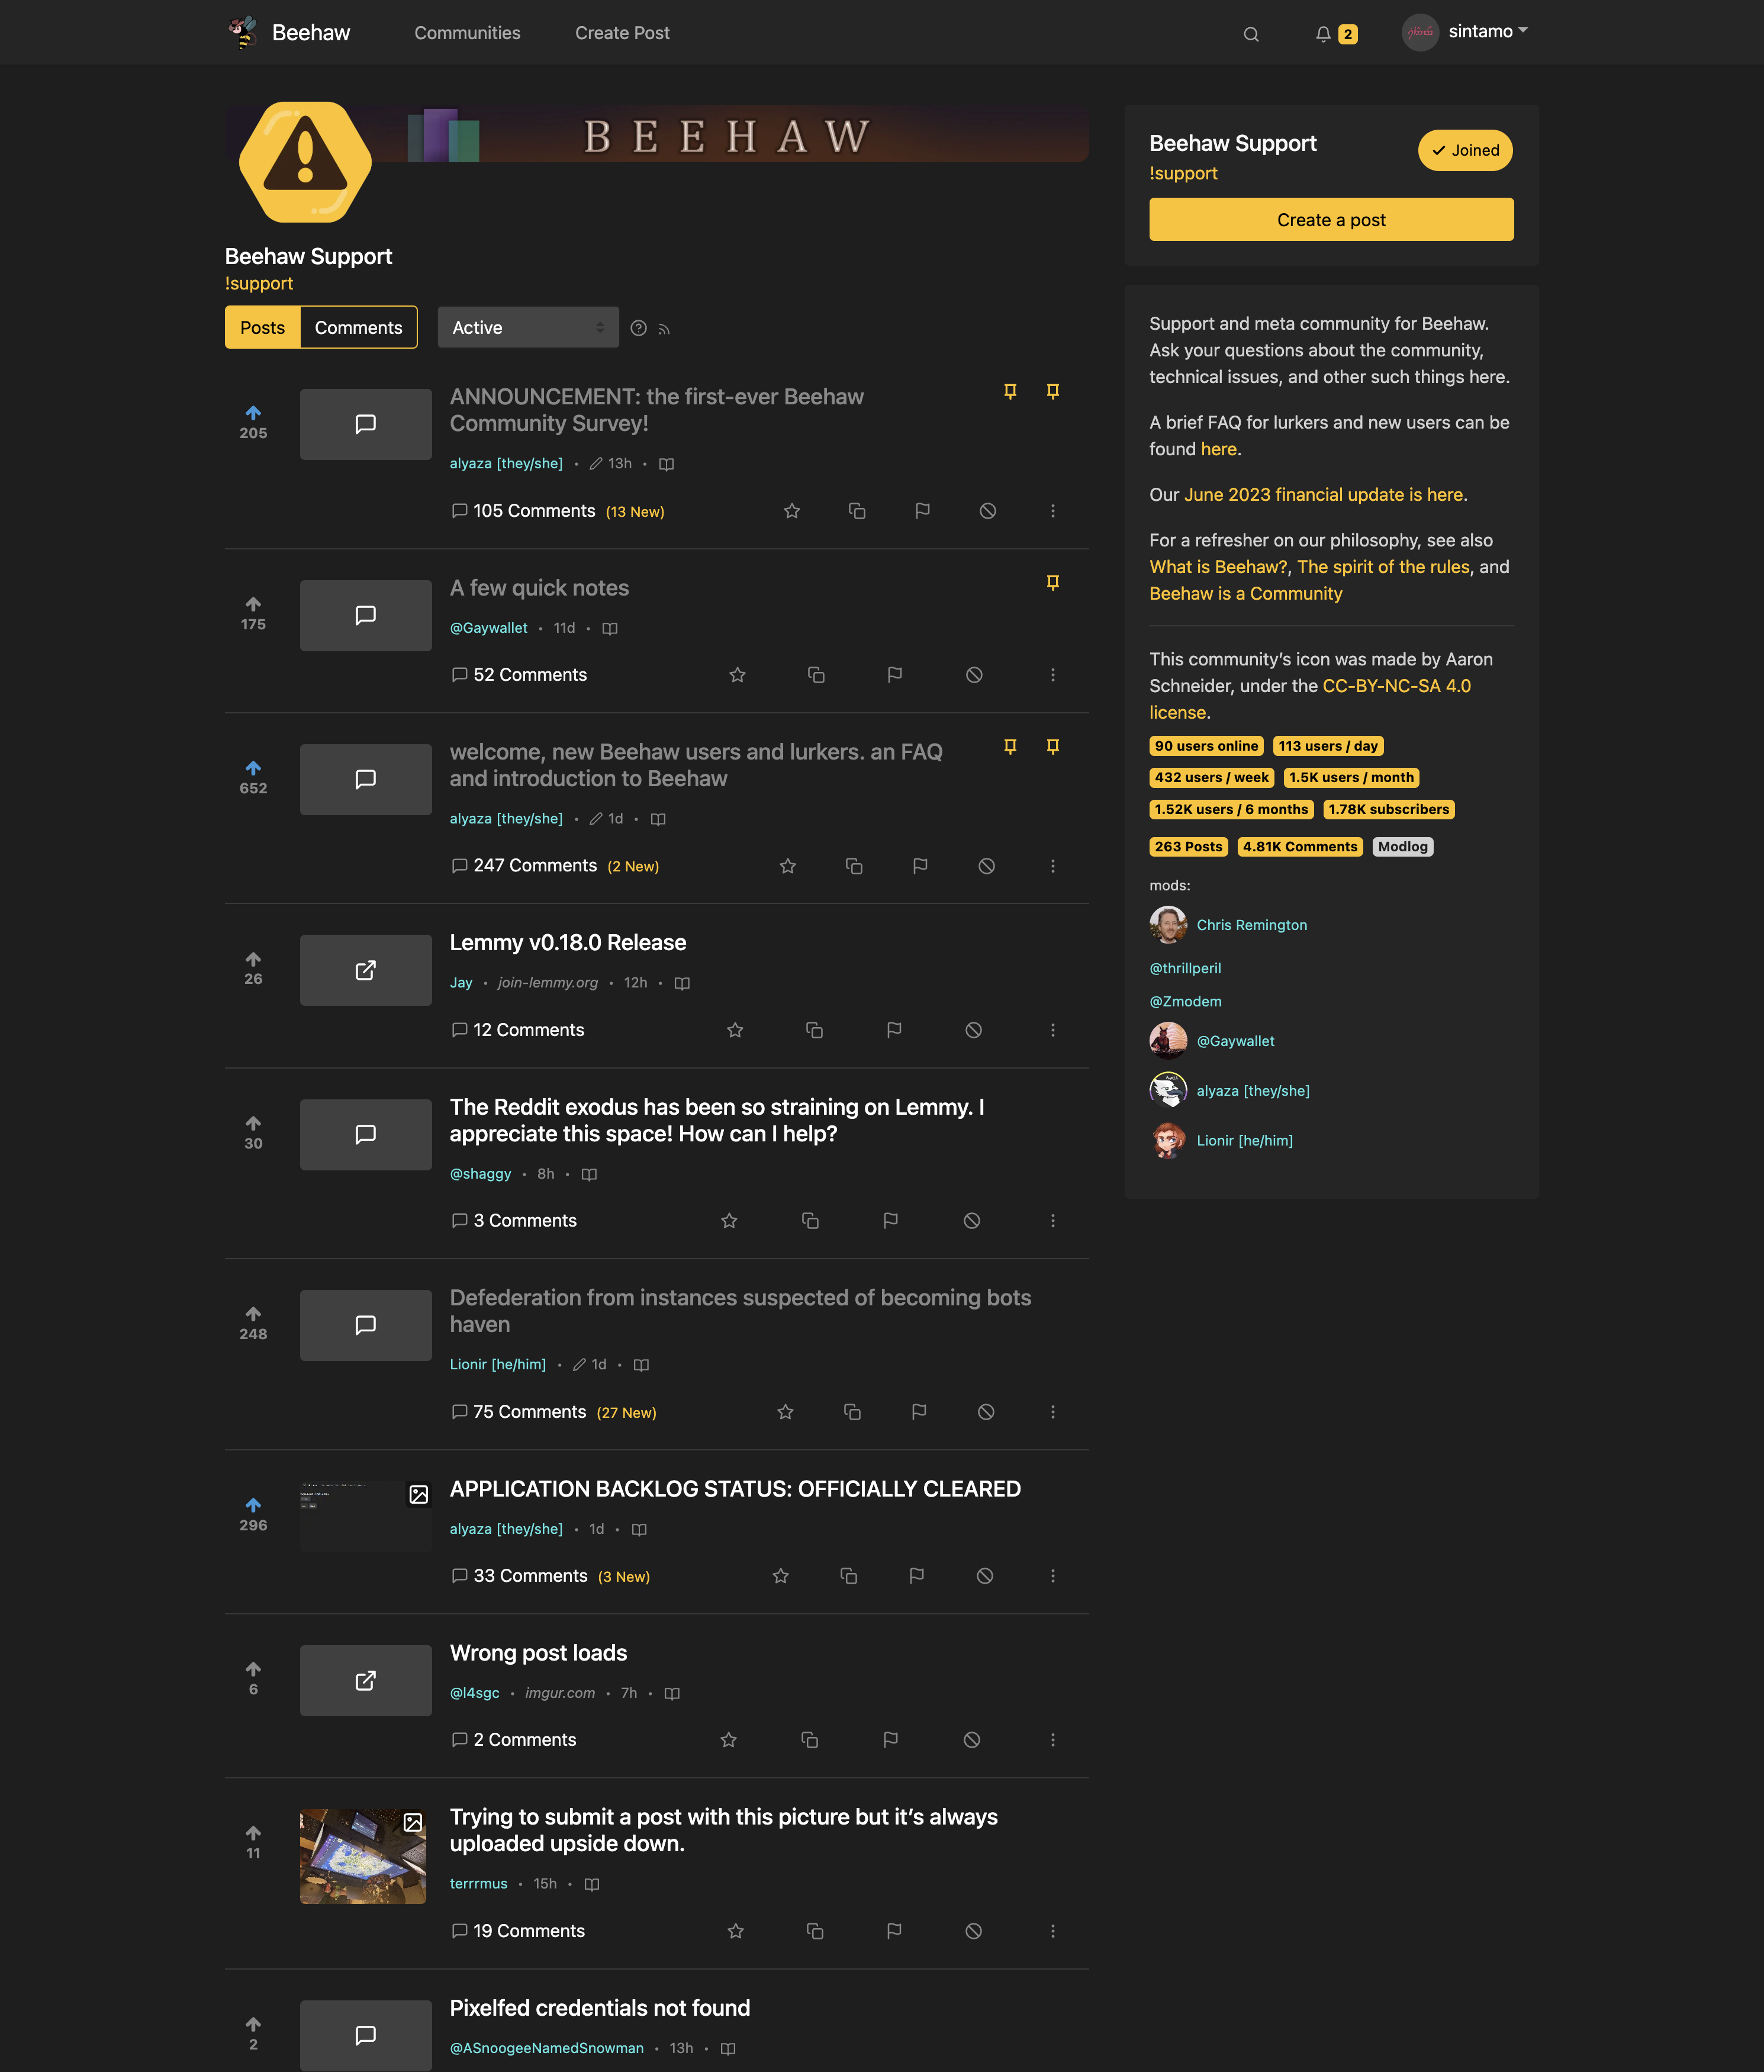 Beehaw
Communities
Create Post
2
sintamo
BEEHAW
Beehaw Support
!support
Posts
Comments
Active
205
ANNOUNCEMENT: the first-ever Beehaw
Community Survey!
alyaza [they/she] • 13h •
105 Comments (13 New)
175
A few quick notes
@Gaywallet • 11d •
52 Comments
652
welcome, new Beehaw users and lurkers. an FAQ
and introduction to Beehaw
alyaza [they/she] • 1d •
247 Comments (2 New)
26
Lemmy v0.18.0 Release
Jay • join-lemmy.org • 12h •
12 Comments
30
The Reddit exodus has been so straining on Lemmy. I
appreciate this space! How can I help?
@shaggy • 8h •
3 Comments
248
Defederation from instances suspected of becoming bots
haven
Lionir [he/him] • 1d •
75 Comments (27 New)
296
APPLICATION BACKLOG STATUS: OFFICIALLY CLEARED
alyaza [they/she] • 1d •
33 Comments (3 New)
6
Wrong post loads
@l4sgc • imgur.com • 7h •
2 Comments
11
Trying to submit a post with this picture but it’s always
uploaded upside down.
terrrmus • 15h •
19 Comments
2
Pixelfed credentials not found
@ASnoogeeNamedSnowman • 13h •
Beehaw Support
!support
Joined
Create a post
Support and meta community for Beehaw.
Ask your questions about the community,
technical issues, and other such things here.
A brief FAQ for lurkers and new users can be
found here.
Our June 2023 financial update is here.
For a refresher on our philosophy, see also
What is Beehaw?, The spirit of the rules, and
Beehaw is a Community
This community’s icon was made by Aaron
Schneider, under the CC-BY-NC-SA 4.0
license.
90 users online 113 users / day
432 users / week 1.5K users / month
1.52K users / 6 months 1.78K subscribers
263 Posts 4.81K Comments Modlog
mods:
Chris Remington
@thrillperil
@Zmodem
@Gaywallet
alyaza [they/she]
Lionir [he/him]